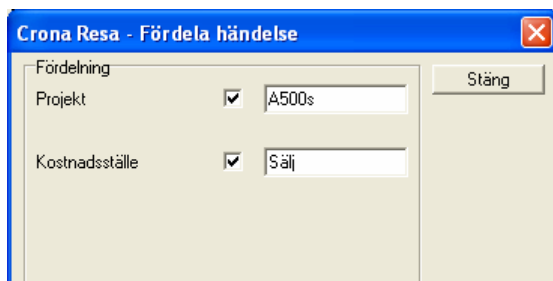 Crona Resa - Fördela händelse
Fördelning
Stäng
Projekt A500s
Kostnadsställe Sälj